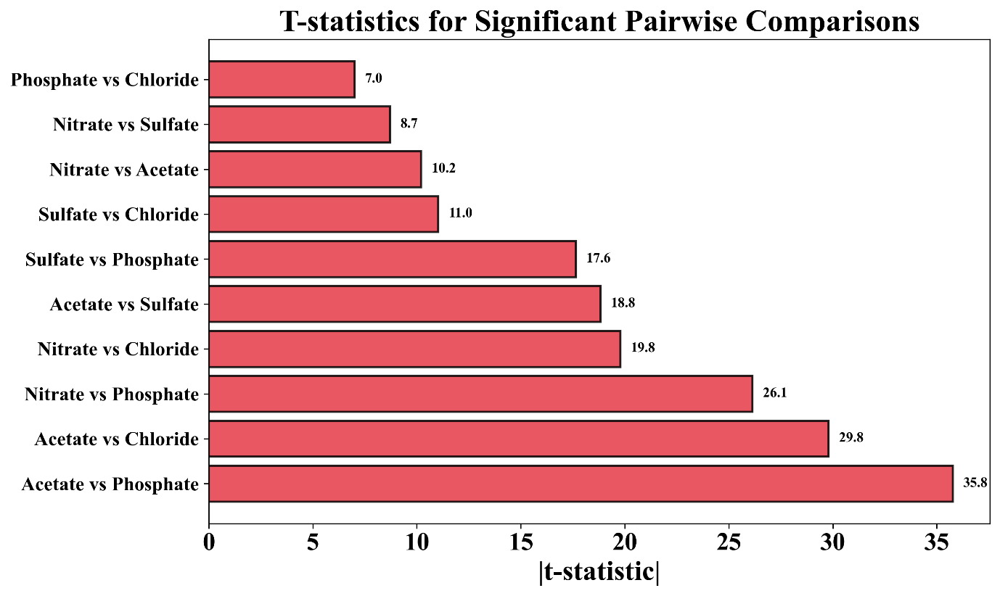 T-statistics for Significant Pairwise Comparisons
Phosphate vs Chloride 7.0
Nitrate vs Sulfate 8.7
Nitrate vs Acetate 10.2
Sulfate vs Chloride 11.0
Sulfate vs Phosphate 17.6
Acetate vs Sulfate 18.8
Nitrate vs Chloride 19.8
Nitrate vs Phosphate 26.1
Acetate vs Chloride 29.8
Acetate vs Phosphate 35.8
0 5 10 15 20 25 30 35
|t-statistic|